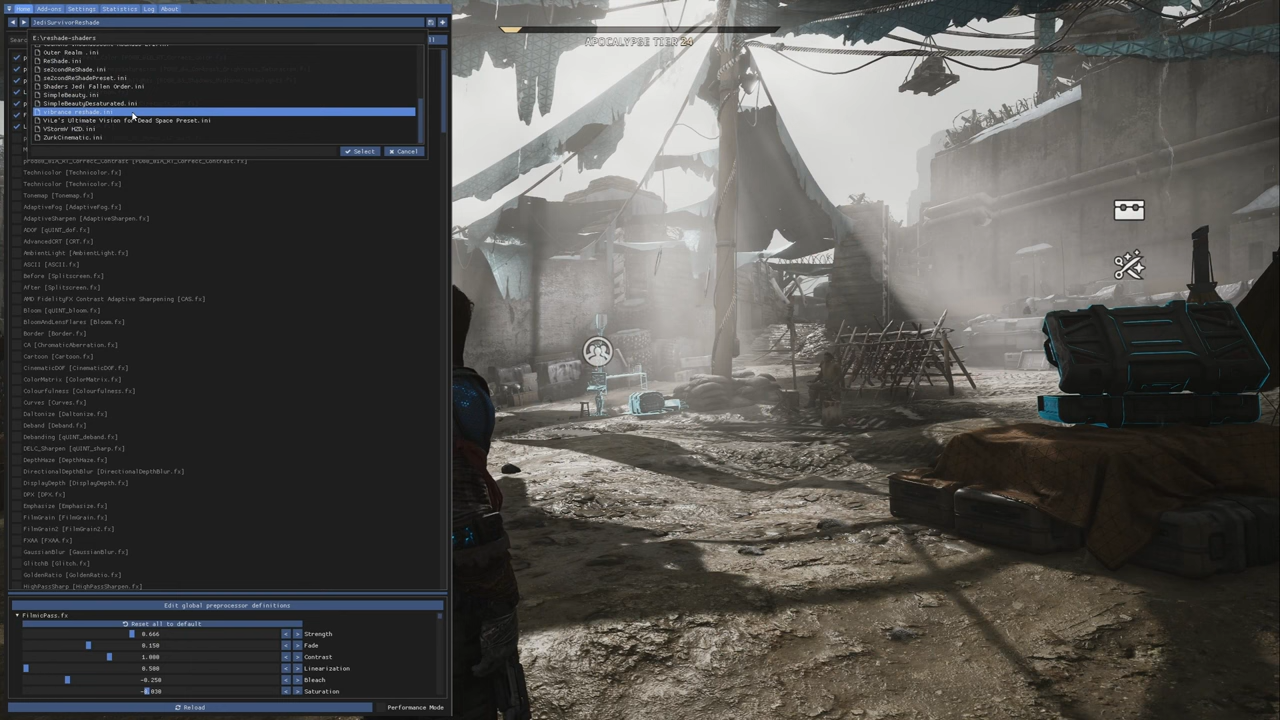 Home Add-ons Settings Statistics Log About
JediSurvivorReshade
E:\reshade-shaders
Outer Realm .ini
ReShade.ini
se2condReShade.ini
se2condReShadePreset.ini
Shaders Jedi Fallen Order.ini
SimpleBeauty.ini
SimpleBeautyDesaturated.ini
vibrance reshade.ini
ViLe's Ultimate Vision for Dead Space Preset.ini
VStormV HZD.ini
ZurkCinematic.ini
Select Cancel
Technicolor [Technicolor.fx]
Technicolor [Technicolor.fx]
Tonemap [Tonemap.fx]
AdaptiveFog [AdaptiveFog.fx]
AdaptiveSharpen [AdaptiveSharpen.fx]
ADOF [qUINT_dof.fx]
AdvancedCRT [CRT.fx]
AmbientLight [AmbientLight.fx]
ASCII [ASCII.fx]
Before [Splitscreen.fx]
After [Splitscreen.fx]
AMD FidelityFX Contrast Adaptive Sharpening [CAS.fx]
Bloom [qUINT_bloom.fx]
BloomAndLensFlares [Bloom.fx]
Border [Border.fx]
CA [ChromaticAberration.fx]
Cartoon [Cartoon.fx]
CinematicDOF [CinematicDOF.fx]
ColorMatrix [ColorMatrix.fx]
Colourfulness [Colourfulness.fx]
Curves [Curves.fx]
Daltonize [Daltonize.fx]
Deband [Deband.fx]
Debanding [qUINT_deband.fx]
DELC_Sharpen [qUINT_sharp.fx]
DepthHaze [DepthHaze.fx]
DirectionalDepthBlur [DirectionalDepthBlur.fx]
DisplayDepth [DisplayDepth.fx]
DPX [DPX.fx]
Emphasize [Emphasize.fx]
FilmGrain [FilmGrain.fx]
FilmGrain2 [FilmGrain2.fx]
FXAA [FXAA.fx]
GaussianBlur [GaussianBlur.fx]
GlitchB [Glitch.fx]
GoldenRatio [GoldenRatio.fx]
HighPassSharp [HighPassSharpen.fx]
Edit global preprocessor definitions
FilmicPass.fx
Reset all to default
0.666 < > Strength
0.150 < > Fade
1.000 < > Contrast
0.500 < > Linearization
-0.250 < > Bleach
< > Saturation
Reload Performance Mode
APOCALYPSE TIER 24